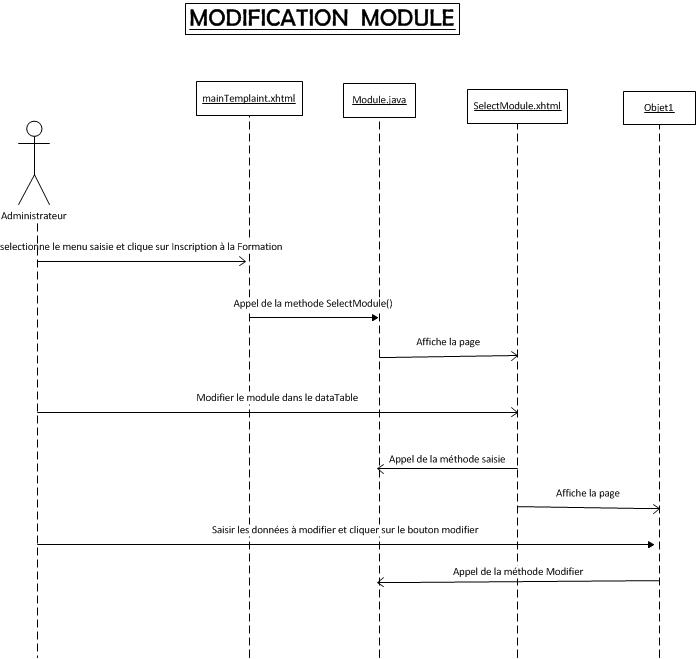 MODIFICATION MODULE
mainTemplaint.xhtml
Module.java
SelectModule.xhtml
Objet1
Administrateur
selectionne le menu saisie et clique sur Inscription à la Formation
Appel de la methode SelectModule()
Affiche la page
Modifier le module dans le dataTable
Appel de la méthode saisie
Affiche la page
Saisir les données à modifier et cliquer sur le bouton modifier
Appel de la méthode Modifier